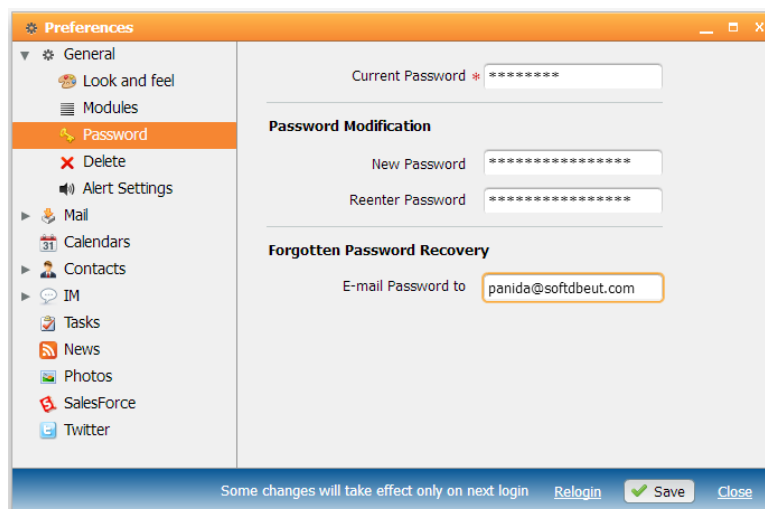 Preferences
General
Look and feel
Modules
Password
Delete
Alert Settings
Mail
31 Calendars
Contacts
IM
Tasks
News
Photos
SalesForce
Twitter
Current Password * ********
Password Modification
New Password ****************
Reenter Password ****************
Forgotten Password Recovery
E-mail Password to panida@softdbeut.com
Some changes will take effect only on next login Relogin Save Close